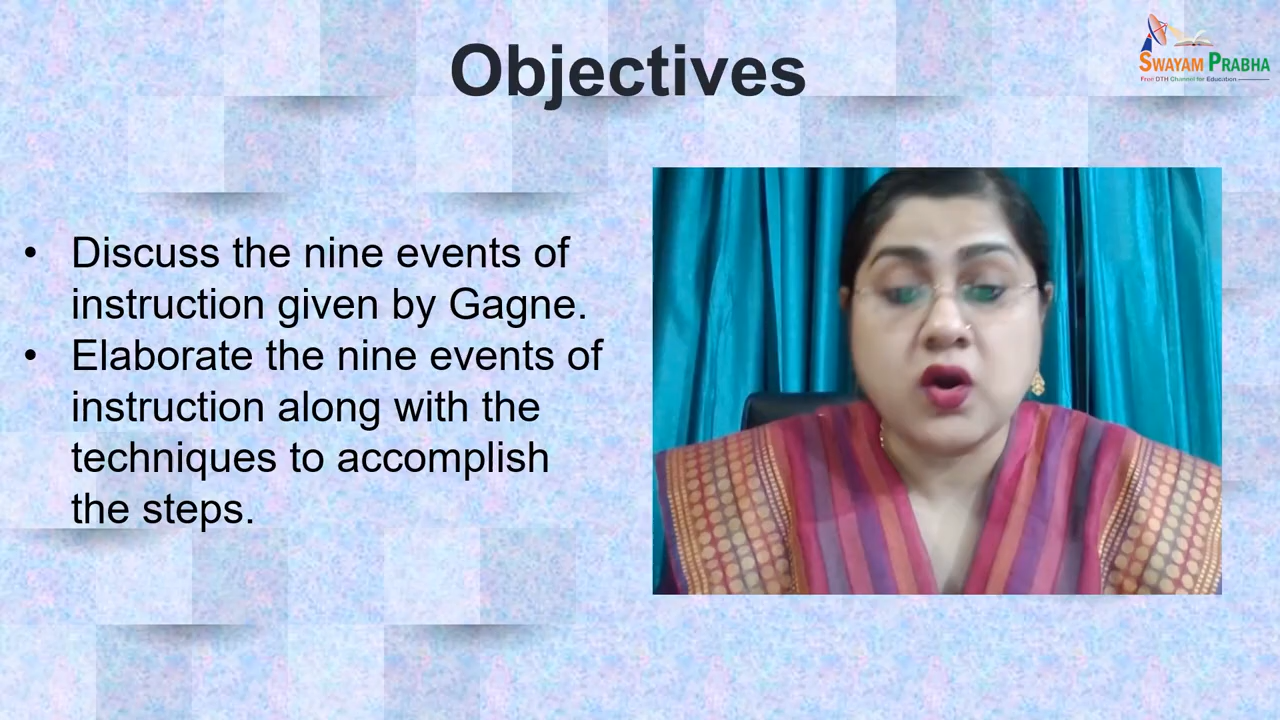 Objectives
SWAYAM PRABHA
Free DTH Channel for Education
• Discuss the nine events of
instruction given by Gagne.
• Elaborate the nine events of
instruction along with the
techniques to accomplish
the steps.